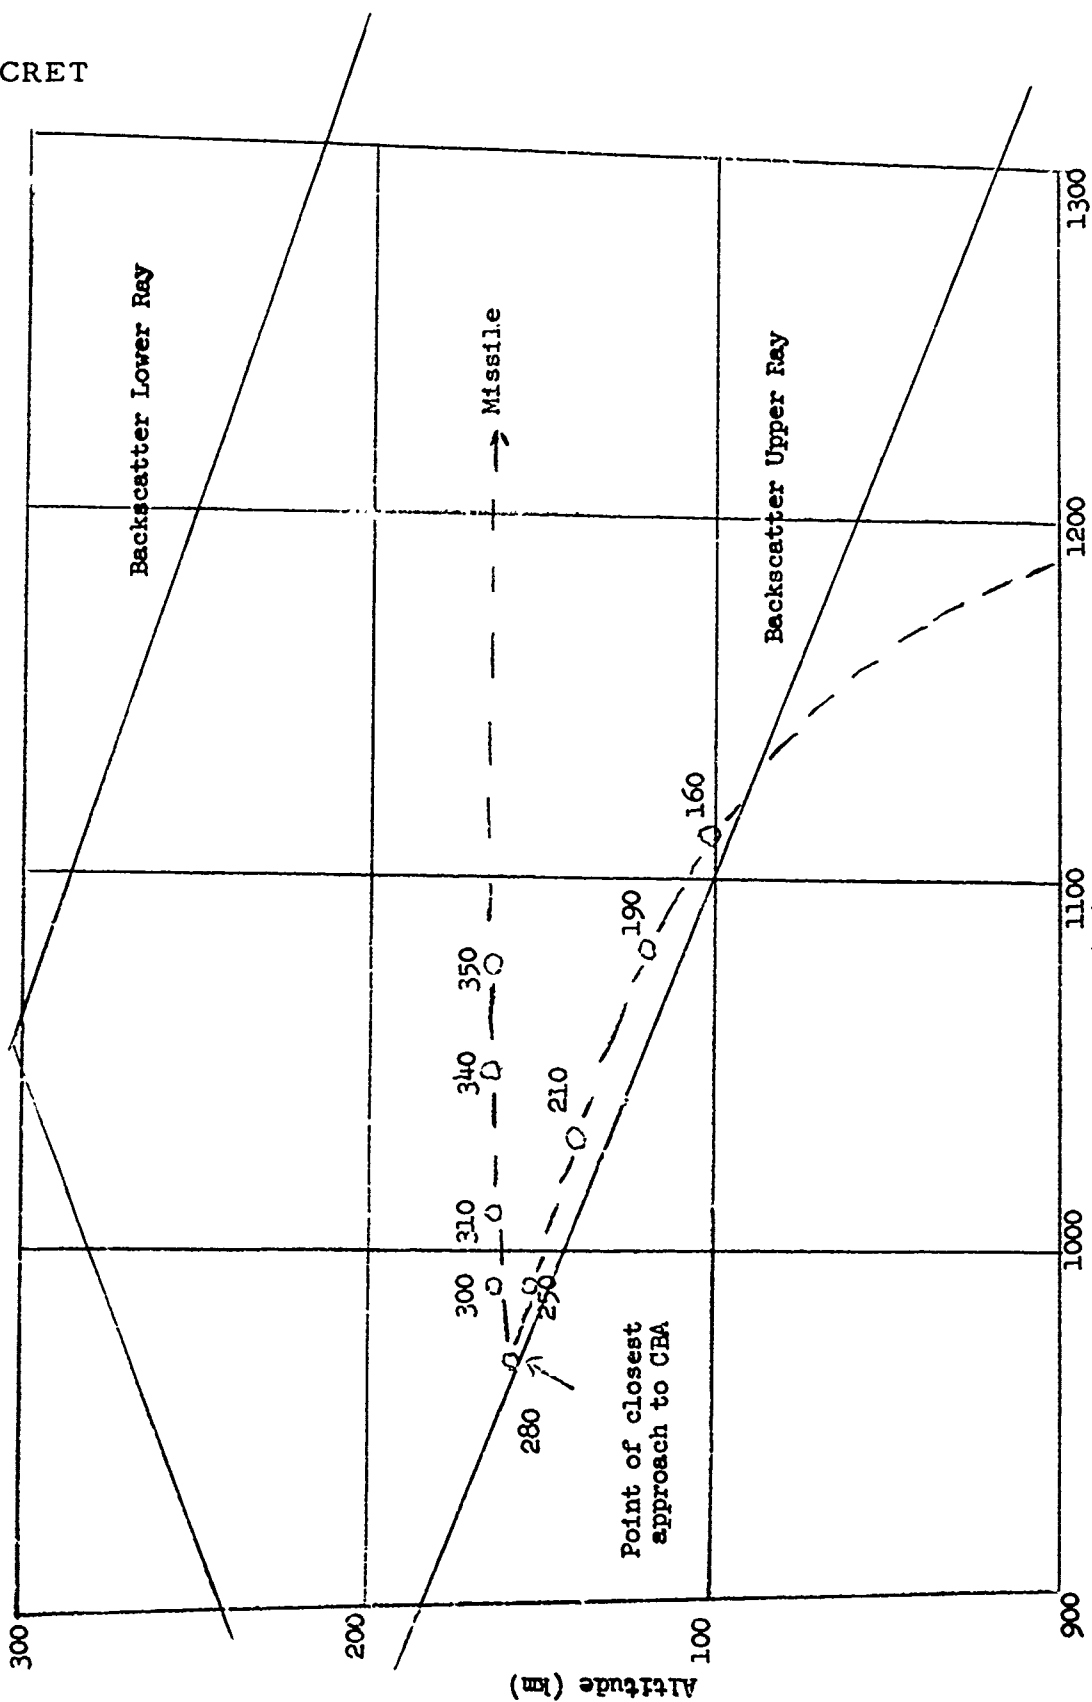 CRET
Backscatter Lower Ray
Missile
Backscatter Upper Ray
Point of closest
approach to CBA
Altitude (km)
300
200
100
900
1000
1100
1200
1300
280
300
310
340
350
250
210
190
160